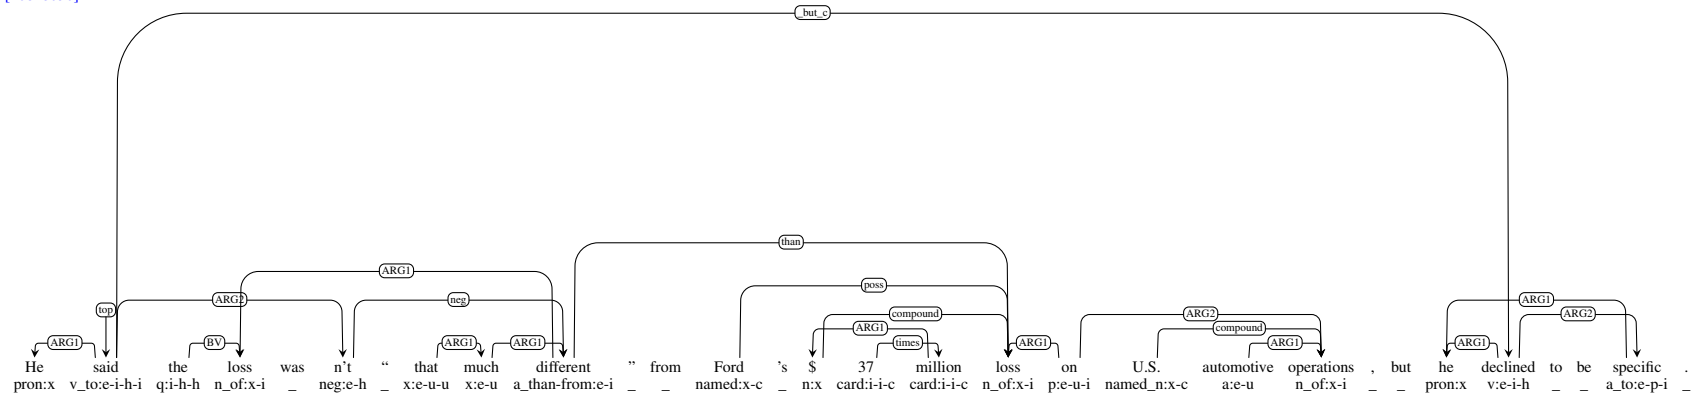 _but_c
than
ARG1
poss
ARG2
neg
top
compound
ARG2
ARG1
ARG1
compound
ARG2
ARG1
BV
ARG1
ARG1
times
ARG1
ARG1
ARG1
He said the loss was n't “ that much different ” from Ford 's $ 37 million loss on U.S. automotive operations , but he declined to be specific .
pron:x v_to:e-i-h-i q:i-h-h n_of:x-i _ neg:e-h _ x:e-u-u x:e-u a_than-from:e-i _ _ named:x-c _ n:x card:i-i-c card:i-i-c n_of:x-i p:e-u-i named_n:x-c a:e-u n_of:x-i _ _ pron:x v:e-i-h _ _ a_to:e-p-i _